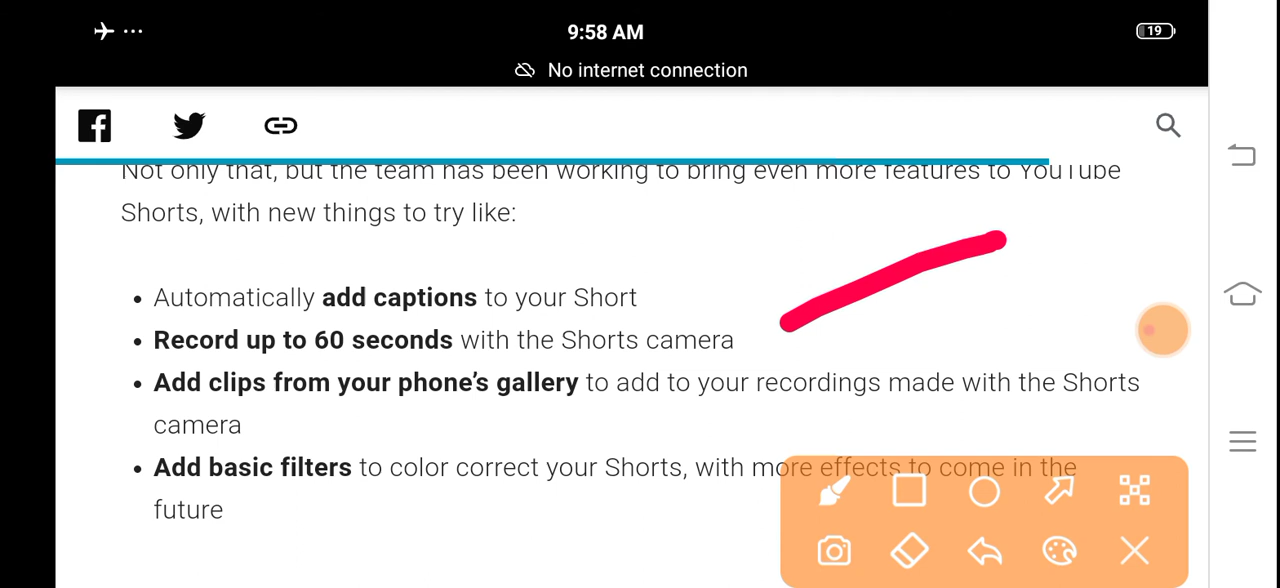 9:58 AM
19
No internet connection
Not only that, but the team has been working to bring even more features to YouTube
Shorts, with new things to try like:
• Automatically add captions to your Short
• Record up to 60 seconds with the Shorts camera
• Add clips from your phone’s gallery to add to your recordings made with the Shorts
camera
• Add basic filters to color correct your Shorts, with more effects to come in the
future